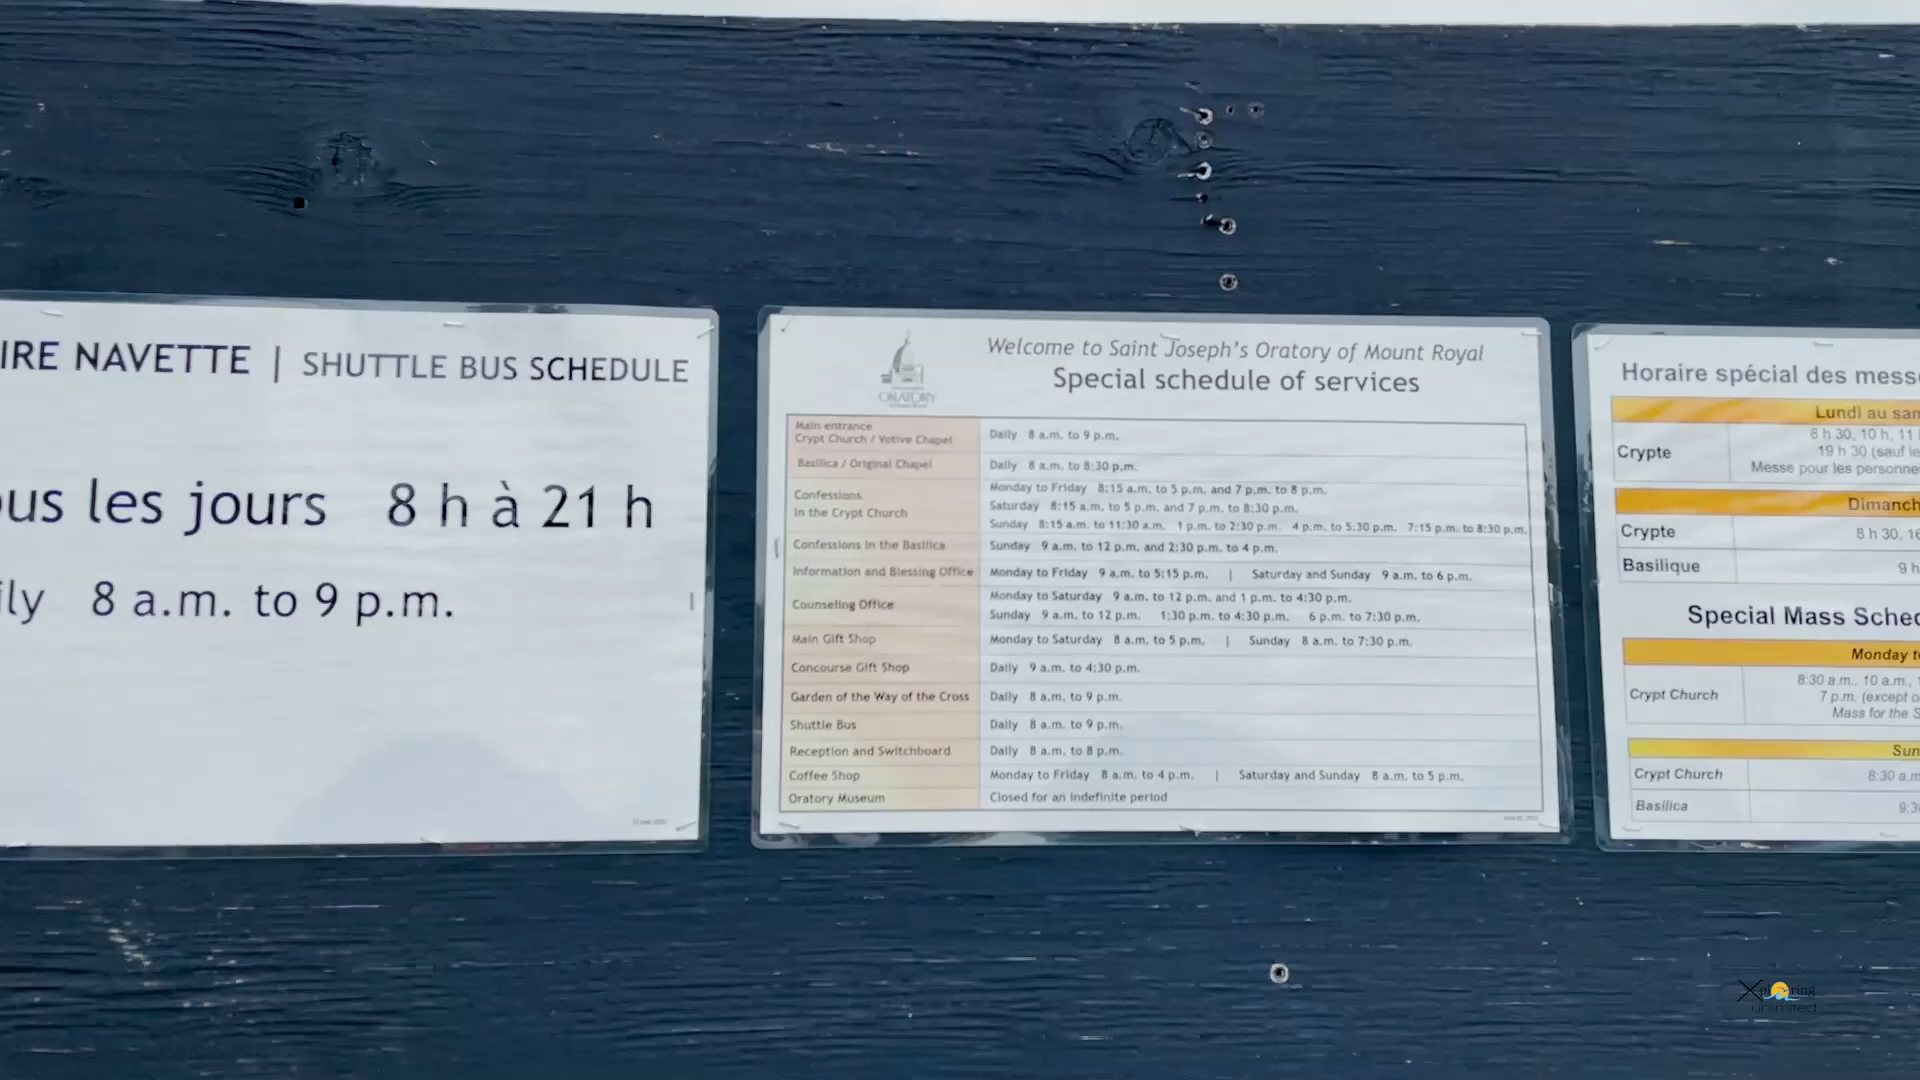 IRE NAVETTE | SHUTTLE BUS SCHEDULE
ous les jours 8 h à 21 h
ily 8 a.m. to 9 p.m.
Welcome to Saint Joseph's Oratory of Mount Royal
Special schedule of services
ORATORY
Main entrance
Crypt Church / Votive Chapel
Daily 8 a.m. to 9 p.m.
Basilica / Original Chapel
Daily 8 a.m. to 8:30 p.m.
Confessions
In the Crypt Church
Monday to Friday 8:15 a.m. to 5 p.m. and 7 p.m. to 8 p.m.
Saturday 8:15 a.m. to 5 p.m. and 7 p.m. to 8:30 p.m.
Sunday 8:15 a.m. to 11:30 a.m. 1 p.m. to 2:30 p.m. 4 p.m. to 5:30 p.m. 7:15 p.m. to 8:30 p.m.
Confessions in the Basilica
Sunday 9 a.m. to 12 p.m. and 2:30 p.m. to 4 p.m.
Information and Blessing Office
Monday to Friday 9 a.m. to 5:15 p.m. | Saturday and Sunday 9 a.m. to 6 p.m.
Counseling Office
Monday to Saturday 9 a.m. to 12 p.m. and 1 p.m. to 4:30 p.m.
Sunday 9 a.m. to 12 p.m. 1:30 p.m. to 4:30 p.m. 6 p.m. to 7:30 p.m.
Main Gift Shop
Monday to Saturday 8 a.m. to 5 p.m. | Sunday 8 a.m. to 7:30 p.m.
Concourse Gift Shop
Daily 9 a.m. to 4:30 p.m.
Garden of the Way of the Cross
Daily 8 a.m. to 9 p.m.
Shuttle Bus
Daily 8 a.m. to 9 p.m.
Reception and Switchboard
Daily 8 a.m. to 8 p.m.
Coffee Shop
Monday to Friday 8 a.m. to 4 p.m. | Saturday and Sunday 8 a.m. to 5 p.m.
Oratory Museum
Closed for an indefinite period
Horaire spécial des messe
Lundi au sam
Crypte
8 h 30, 10 h, 11 h
19 h 30 (sauf le
Messe pour les personne
Dimanch
Crypte
8 h 30, 16
Basilique
9 h
Special Mass Sched
Monday to
Crypt Church
8:30 a.m., 10 a.m., 1
7 p.m. (except o
Mass for the S
Sun
Crypt Church
8:30 a.m
Basilica
9:3
Xploring
unlimited